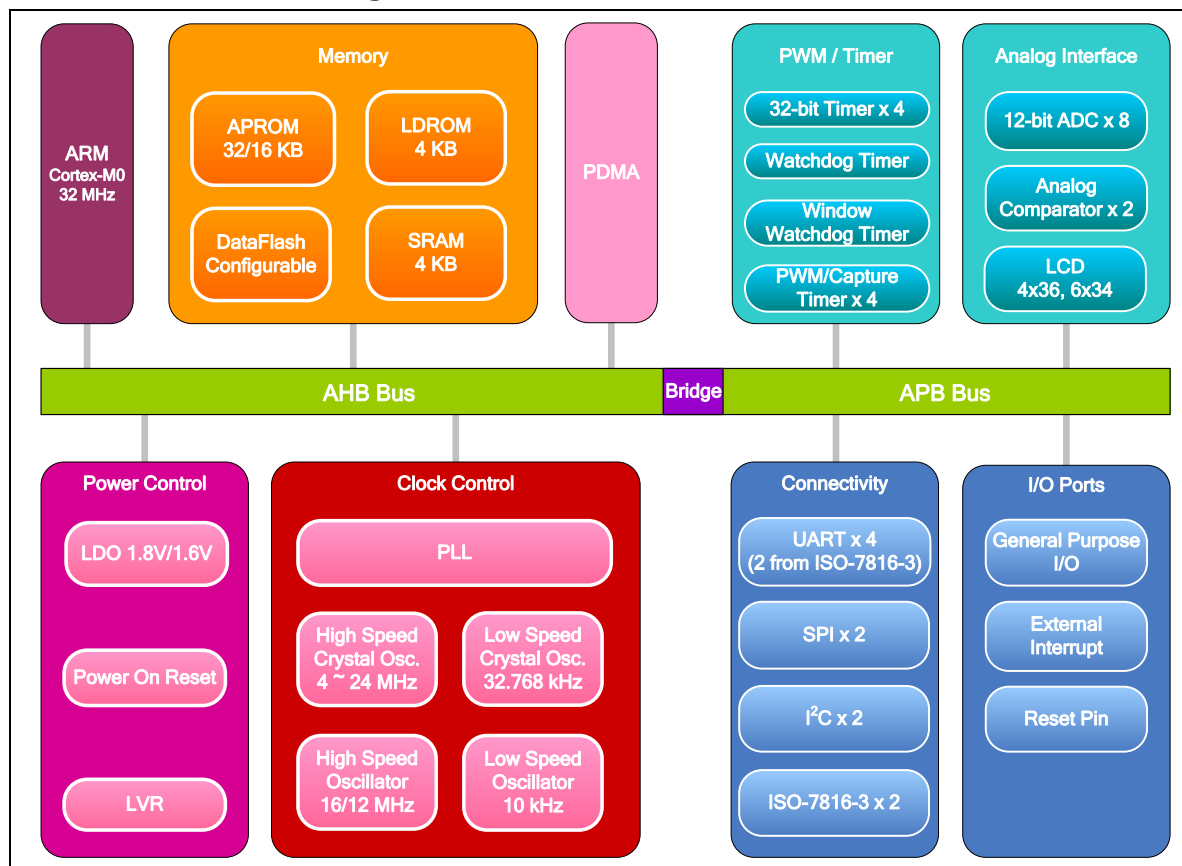 ARM
Cortex-M0
32 MHz
Memory
APROM
32/16 KB
LDROM
4 KB
DataFlash
Configurable
SRAM
4 KB
PDMA
PWM / Timer
32-bit Timer x 4
Watchdog Timer
Window
Watchdog Timer
PWM/Capture
Timer x 4
Analog Interface
12-bit ADC x 8
Analog
Comparator x 2
LCD
4x36, 6x34
AHB Bus
Bridge
APB Bus
Power Control
LDO 1.8V/1.6V
Power On Reset
LVR
Clock Control
PLL
High Speed
Crystal Osc.
4 ~ 24 MHz
Low Speed
Crystal Osc.
32.768 kHz
High Speed
Oscillator
16/12 MHz
Low Speed
Oscillator
10 kHz
Connectivity
UART x 4
(2 from ISO-7816-3)
SPI x 2
I²C x 2
ISO-7816-3 x 2
I/O Ports
General Purpose
I/O
External
Interrupt
Reset Pin